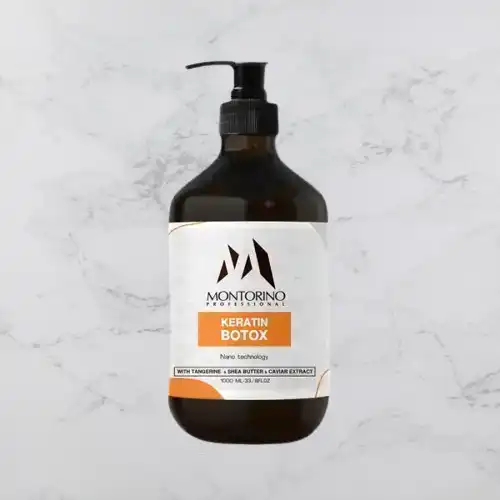 MONTORINO
PROFESSIONAL
KERATIN
BOTOX
Nano technology
WITH TANGERINE & SHEA BUTTER & CAVIAR EXTRACT
1000 ML 33.8FL.OZ